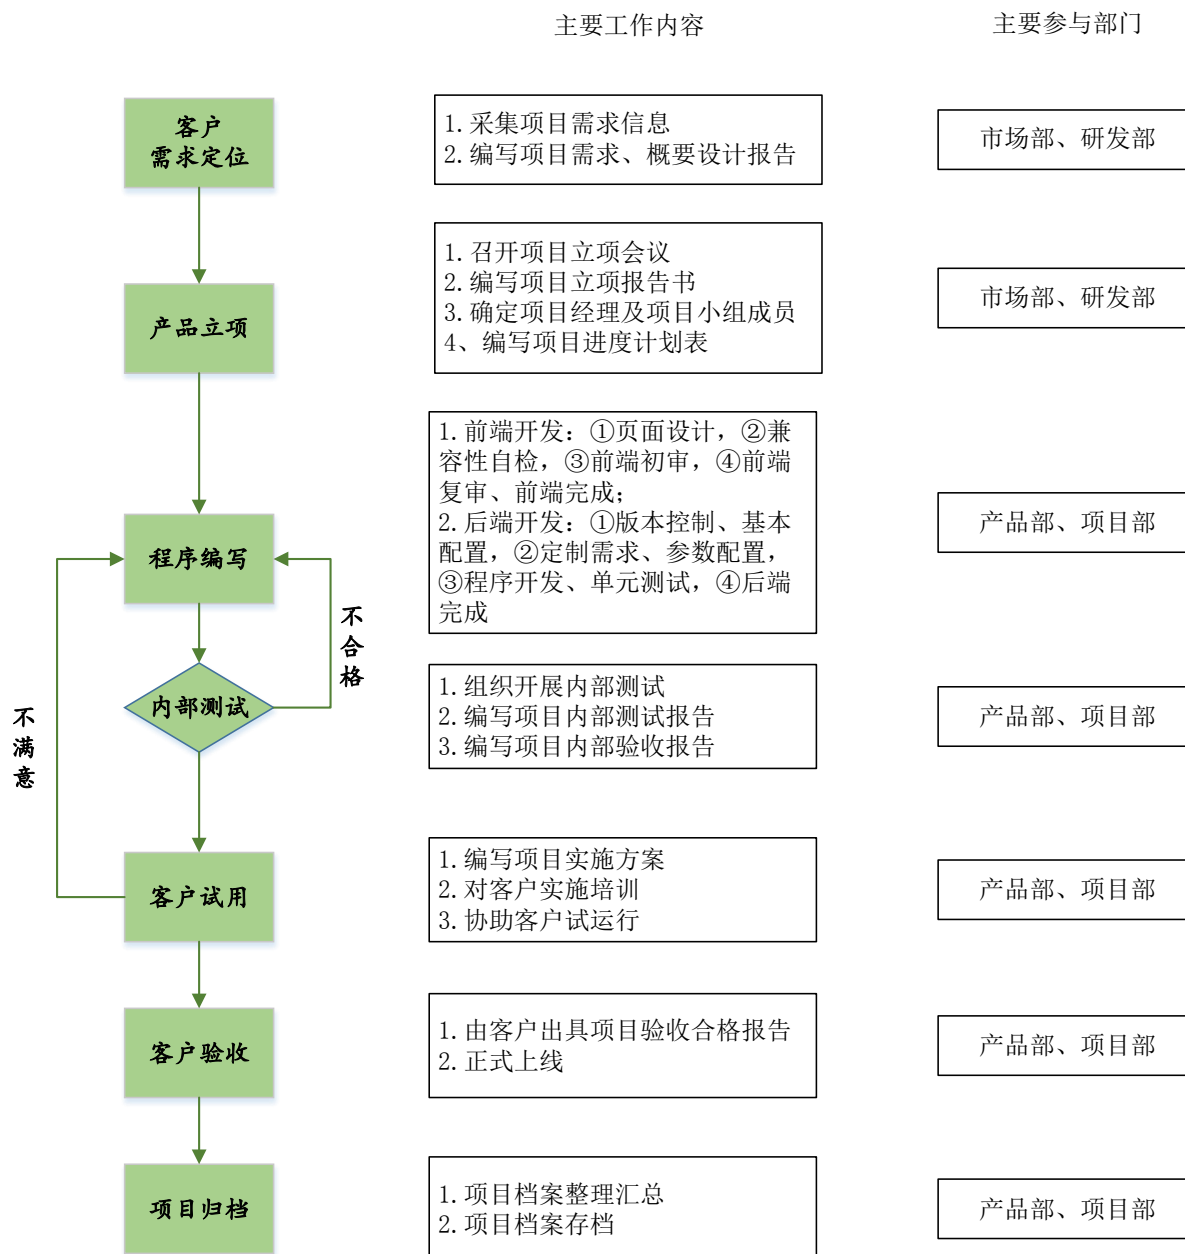 主要工作内容
主要参与部门
客户
需求定位
1.采集项目需求信息
2.编写项目需求、概要设计报告
市场部、研发部
产品立项
1.召开项目立项会议
2.编写项目立项报告书
3.确定项目经理及项目小组成员
4、编写项目进度计划表
市场部、研发部
程序编写
1.前端开发：①页面设计，②兼
容性自检，③前端初审，④前端
复审、前端完成；
2.后端开发：①版本控制、基本
配置，②定制需求、参数配置，
③程序开发、单元测试，④后端
完成
产品部、项目部
不合格
内部测试
1.组织开展内部测试
2.编写项目内部测试报告
3.编写项目内部验收报告
产品部、项目部
不满意
客户试用
1.编写项目实施方案
2.对客户实施培训
3.协助客户试运行
产品部、项目部
客户验收
1.由客户出具项目验收合格报告
2.正式上线
产品部、项目部
项目归档
1.项目档案整理汇总
2.项目档案存档
产品部、项目部